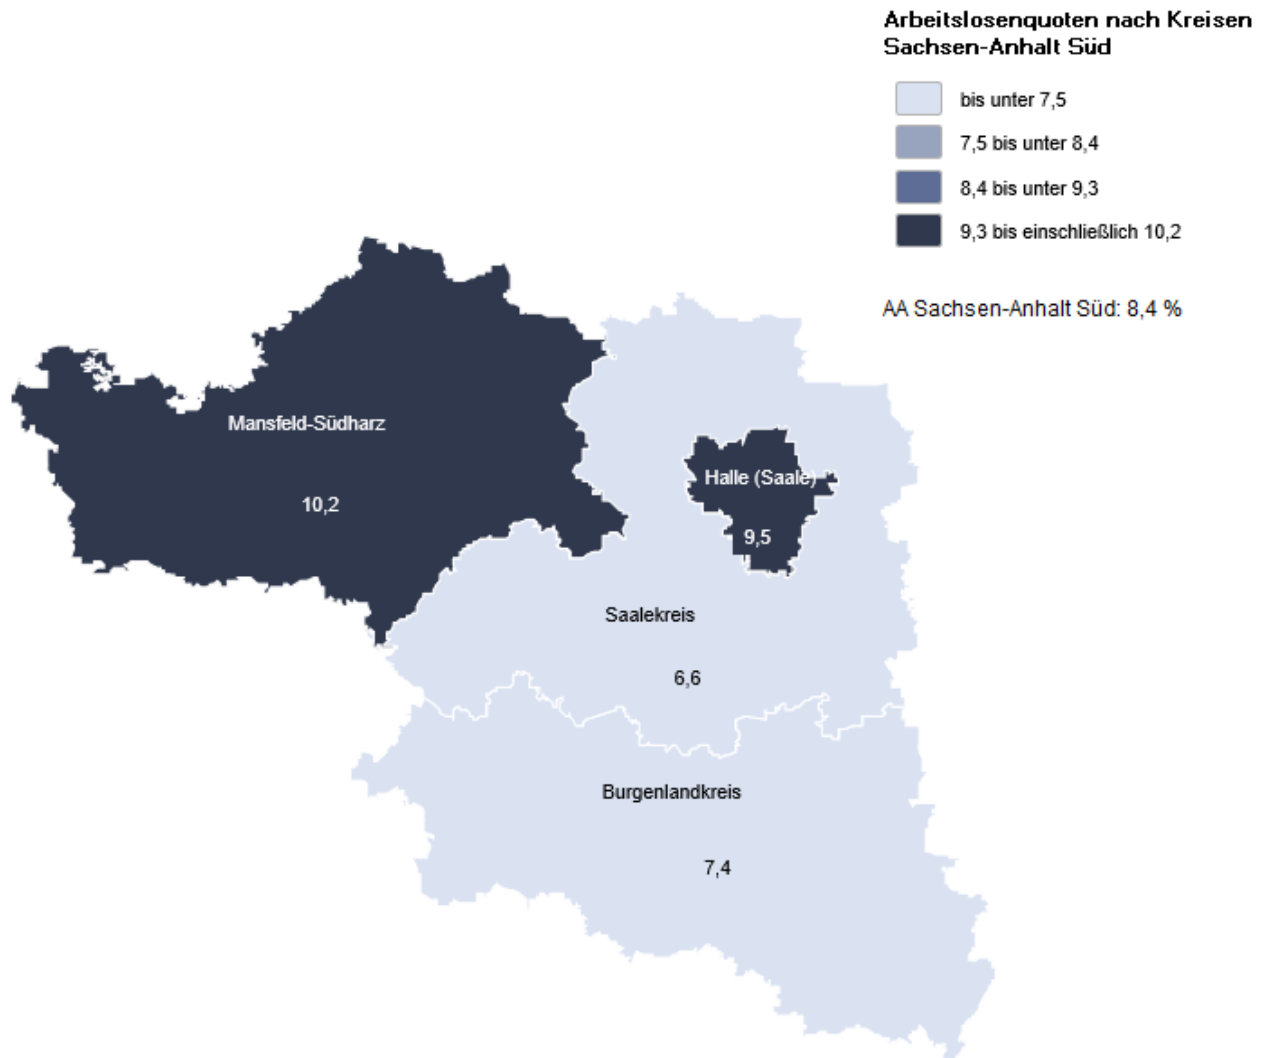 Arbeitslosenquoten nach Kreisen
Sachsen-Anhalt Süd
bis unter 7,5
7,5 bis unter 8,4
8,4 bis unter 9,3
9,3 bis einschließlich 10,2
AA Sachsen-Anhalt Süd: 8,4 %
Mansfeld-Südharz
10,2
Halle (Saale)
9,5
Saalekreis
6,6
Burgenlandkreis
7,4